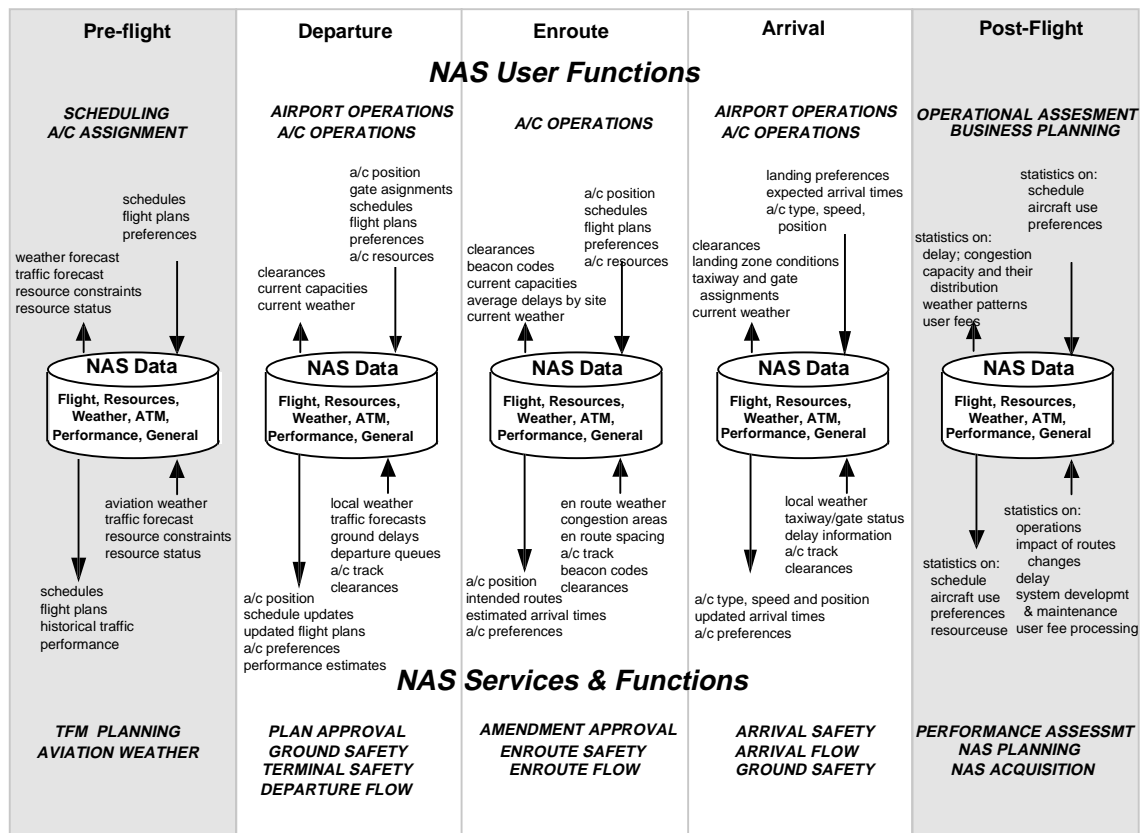 Pre-flight
Departure
Enroute
Arrival
Post-Flight
NAS User Functions
SCHEDULING
A/C ASSIGNMENT
AIRPORT OPERATIONS
A/C OPERATIONS
A/C OPERATIONS
AIRPORT OPERATIONS
A/C OPERATIONS
OPERATIONAL ASSESMENT
BUSINESS PLANNING
schedules
flight plans
preferences
weather forecast
traffic forecast
resource constraints
resource status
a/c position
gate asignments
schedules
flight plans
preferences
a/c resources
clearances
current capacities
current weather
a/c position
schedules
flight plans
preferences
a/c resources
clearances
beacon codes
current capacities
average delays by site
current weather
landing preferences
expected arrival times
a/c type, speed,
position
clearances
landing zone conditions
taxiway and gate
assignments
current weather
statistics on:
schedule
aircraft use
preferences
statistics on:
delay; congestion
capacity and their
distribution
weather patterns
user fees
NAS Data
Flight, Resources,
Weather, ATM,
Performance, General
NAS Data
Flight, Resources,
Weather, ATM,
Performance, General
NAS Data
Flight, Resources,
Weather, ATM,
Performance, General
NAS Data
Flight, Resources,
Weather, ATM,
Performance, General
NAS Data
Flight, Resources,
Weather, ATM,
Performance, General
aviation weather
traffic forecast
resource constraints
resource status
schedules
flight plans
historical traffic
performance
local weather
traffic forecasts
ground delays
departure queues
a/c track
clearances
a/c position
schedule updates
updated flight plans
a/c preferences
performance estimates
en route weather
congestion areas
en route spacing
a/c track
beacon codes
clearances
a/c position
intended routes
estimated arrival times
a/c preferences
local weather
taxiway/gate status
delay information
a/c track
clearances
a/c type, speed and position
updated arrival times
a/c preferences
statistics on:
operations
impact of routes
changes
delay
system developmt
& maintenance
user fee processing
statistics on:
schedule
aircraft use
preferences
resourceuse
NAS Services & Functions
TFM PLANNING
AVIATION WEATHER
PLAN APPROVAL
GROUND SAFETY
TERMINAL SAFETY
DEPARTURE FLOW
AMENDMENT APPROVAL
ENROUTE SAFETY
ENROUTE FLOW
ARRIVAL SAFETY
ARRIVAL FLOW
GROUND SAFETY
PERFORMANCE ASSESSMT
NAS PLANNING
NAS ACQUISITION